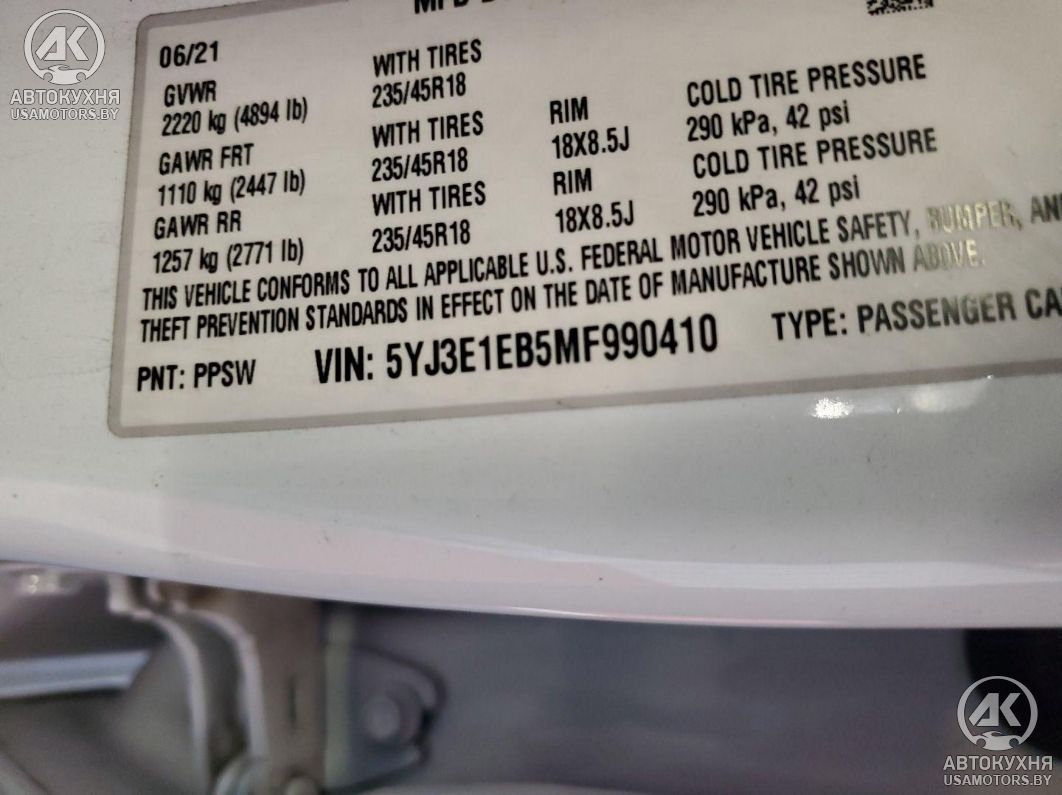 06/21
GVWR
2220 kg (4894 lb)
GAWR FRT
1110 kg (2447 lb)
GAWR RR
1257 kg (2771 lb)
WITH TIRES
235/45R18
WITH TIRES
235/45R18
WITH TIRES
235/45R18
RIM
18X8.5J
RIM
18X8.5J
COLD TIRE PRESSURE
290 kPa, 42 psi
COLD TIRE PRESSURE
290 kPa, 42 psi
THIS VEHICLE CONFORMS TO ALL APPLICABLE U.S. FEDERAL MOTOR VEHICLE SAFETY, BUMPER, AND
THEFT PREVENTION STANDARDS IN EFFECT ON THE DATE OF MANUFACTURE SHOWN ABOVE.
PNT: PPSW VIN: 5YJ3E1EB5MF990410 TYPE: PASSENGER
АК
АВТОКУХНЯ
USAMOTORS.BY
АК
АВТОКУХНЯ
USAMOTORS.BY